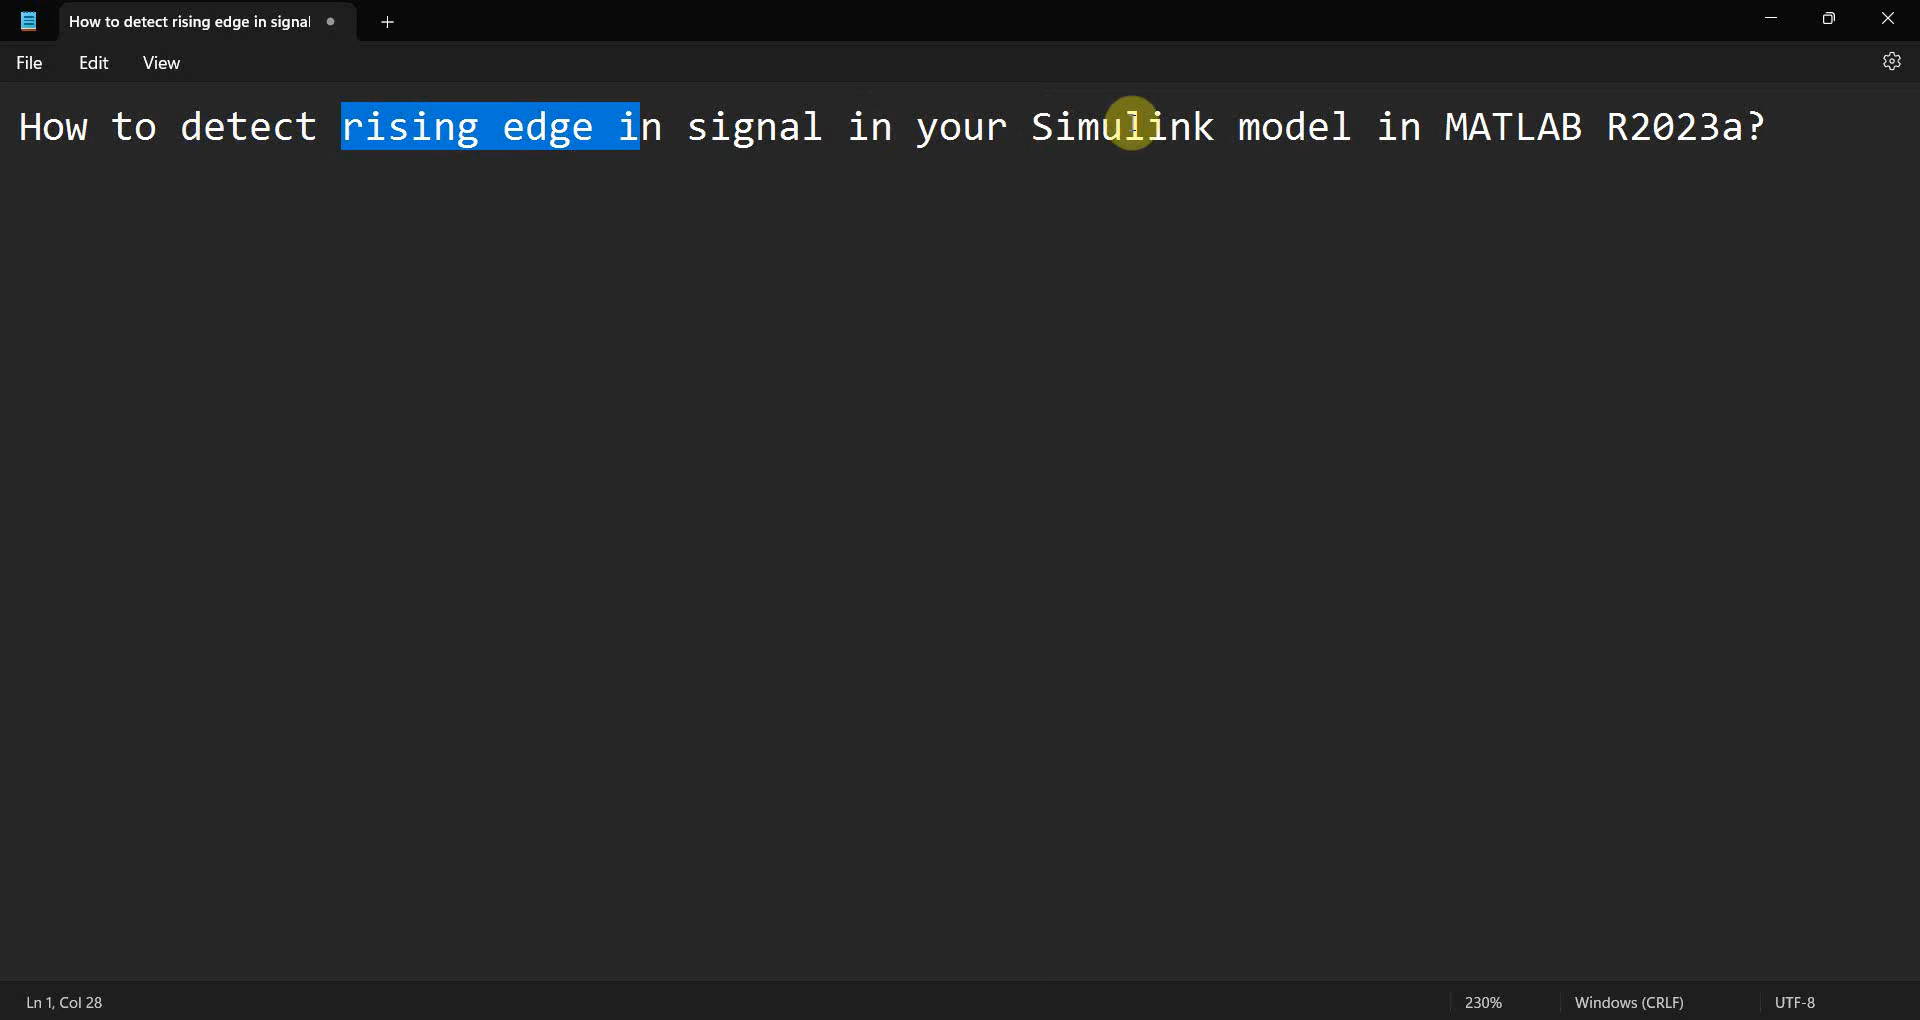 How to detect rising edge in signal
File Edit View
How to detect rising edge in signal in your Simulink model in MATLAB R2023a?
Ln 1, Col 28 230% Windows (CRLF) UTF-8